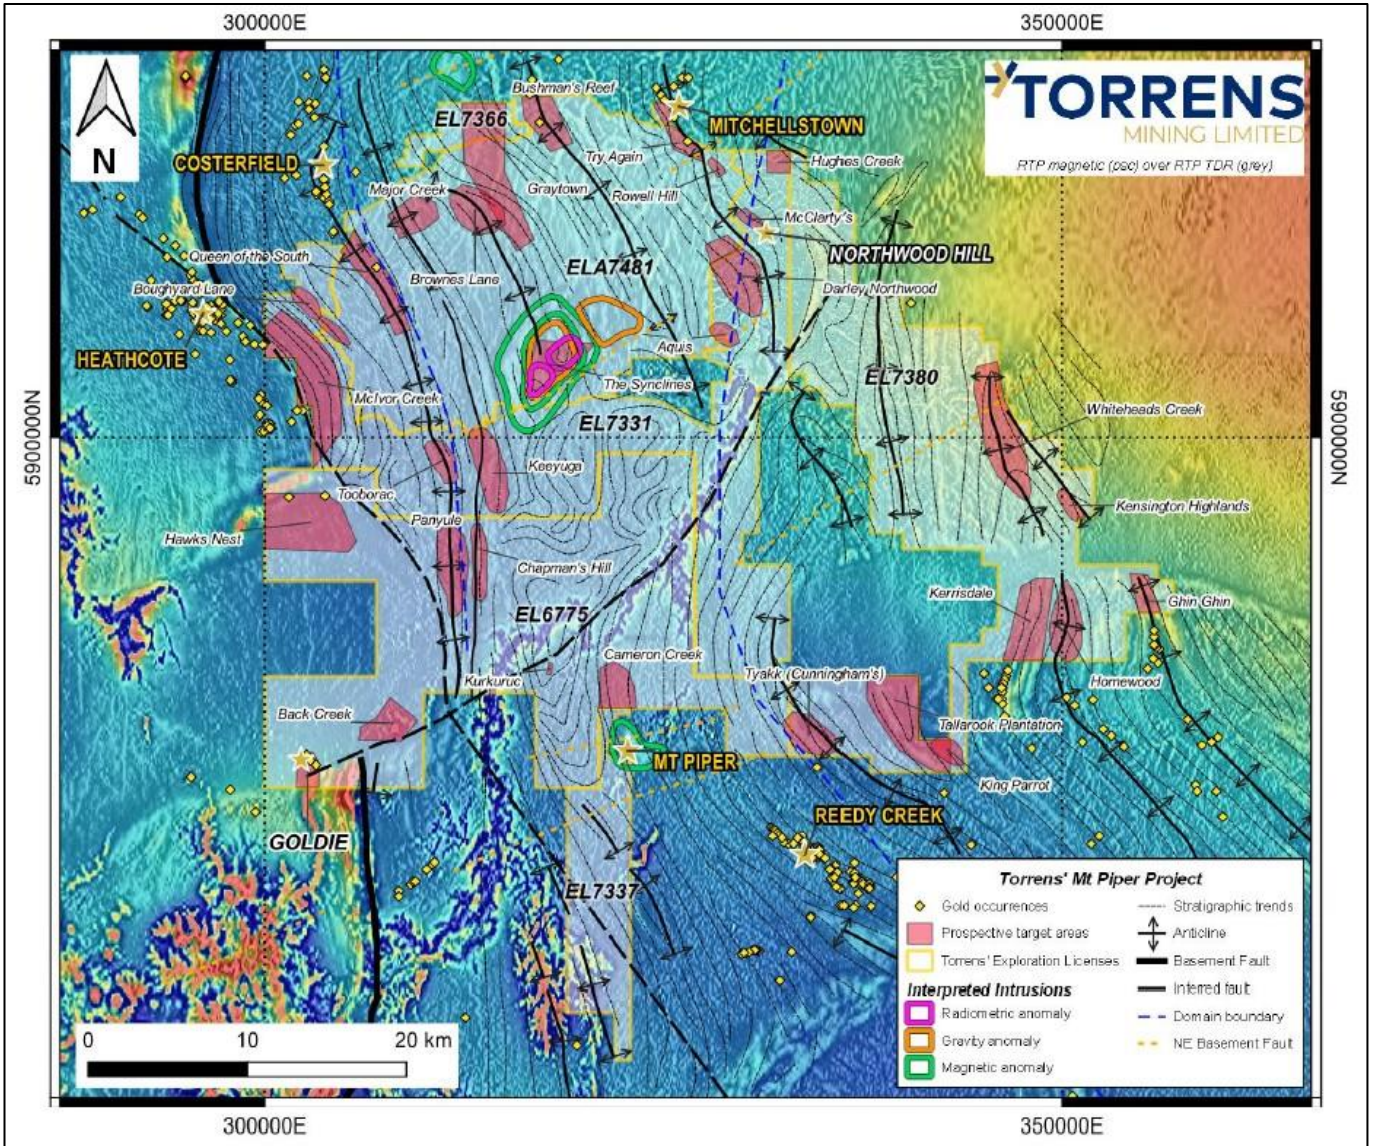 300000E
350000E
N
TORRENS
MINING LIMITED
RTP magnetic (psc) over RTP TDR (grey)
Bushman's Reef
EL7366
MITCHELLSTOWN
COSTERFIELD
Try Again
Hughes Creek
Major Creek
Graytown
Rowell Hill
McClarty's
Queen of the South
NORTHWOOD HILL
ELA7481
Brownes Lane
Boughyard Lane
Darley Northwood
HEATHCOTE
Aquis
The Synclines
EL7380
McIvor Creek
Whiteheads Creek
EL7331
5900000N
5900000N
Keeyuga
Tooborac
Panyule
Kensington Highlands
Hawks Nest
Chapman's Hill
Kerrisdale
Ghin Ghin
EL6775
Cameron Creek
Tyakk (Cunningham's)
Kurkuruc
Homewood
Back Creek
Tallarook Plantation
MT PIPER
King Parrot
REEDY CREEK
GOLDIE
EL7337
Torrens' Mt Piper Project
Gold occurrences
Prospective target areas
Torrens' Exploration Licenses
Interpreted Intrusions
Radiometric anomaly
Gravity anomaly
Magnetic anomaly
Stratigraphic trends
Anticline
Basement Fault
Inferred fault
Domain boundary
NE Basement Fault
0 10 20 km
300000E
350000E